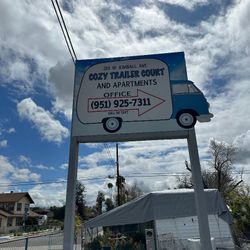 COZY TRAILER COURT
AND APARTMENTS
OFFICE
(951) 925-7311